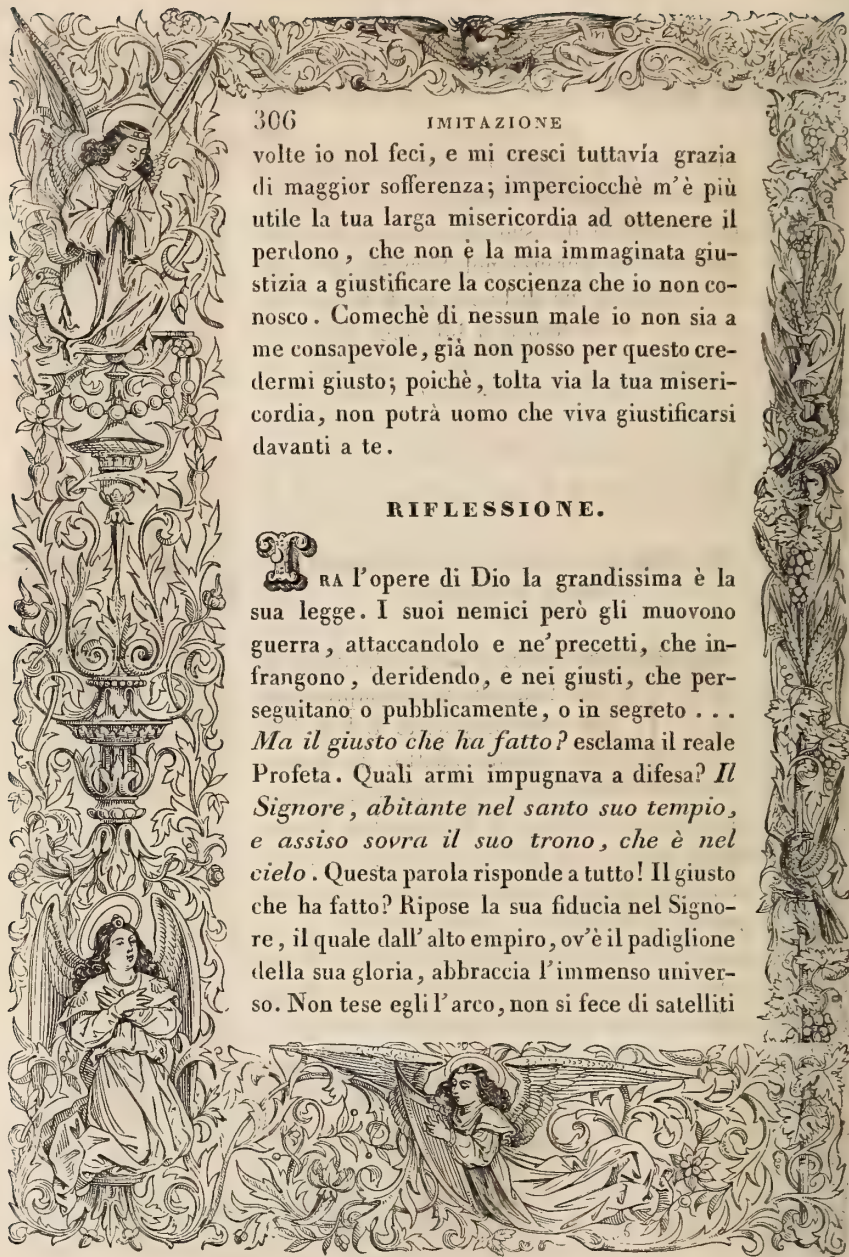 306 IMITAZIONE
volte io nol feci, e mi cresci tuttavía grazia
di maggior sofferenza; imperciocchè m'è più
utile la tua larga misericordia ad ottenere il
perdono, che non è la mia immaginata giu-
stizia a giustificare la coscienza che io non co-
nosco. Comechè di nessun male io non sia a
me consapevole, già non posso per questo cre-
dermi giusto; poichè, tolta via la tua miseri-
cordia, non potrà uomo che viva giustificarsi
davanti a te.
RIFLESSIONE.
TRA l'opere di Dio la grandissima è la
sua legge. I suoi nemici però gli muovono
guerra, attaccandolo e ne' precetti, che in-
frangono, deridendo, e nei giusti, che per-
seguitano o pubblicamente, o in segreto ...
Ma il giusto che ha fatto? esclama il reale
Profeta. Quali armi impugnava a difesa? Il
Signore, abitante nel santo suo tempio,
e assiso sovra il suo trono, che è nel
cielo. Questa parola risponde a tutto! Il giusto
che ha fatto? Ripose la sua fiducia nel Signo-
re, il quale dall'alto empiro, ov'è il padiglione
della sua gloria, abbraccia l'immenso univer-
so. Non tese egli l'arco, non si fece di satelliti